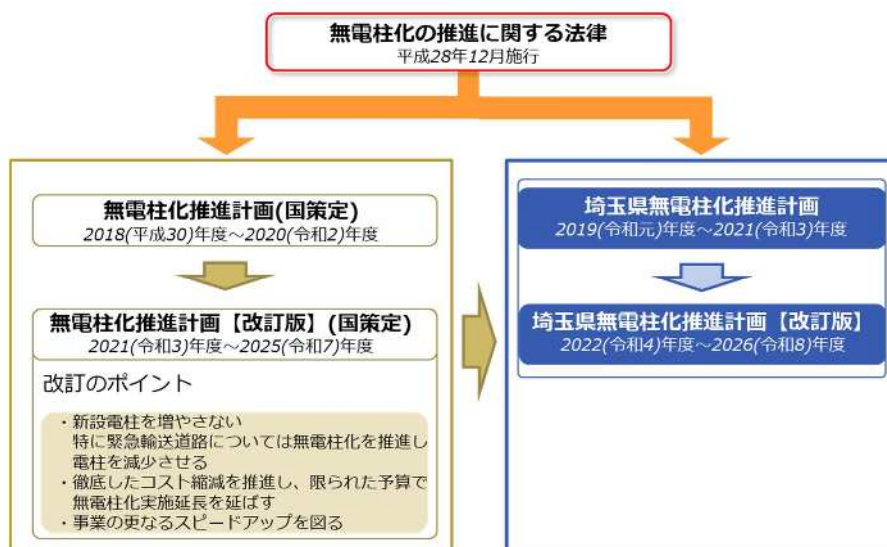 無電柱化の推進に関する法律
平成28年12月施行
無電柱化推進計画(国策定)
2018(平成30)年度～2020(令和2)年度
無電柱化推進計画【改訂版】(国策定)
2021(令和3)年度～2025(令和7)年度
改訂のポイント
・新設電柱を増やさない
特に緊急輸送道路については無電柱化を推進し
電柱を減少させる
・徹底したコスト縮減を推進し、限られた予算で
無電柱化実施延長を延ばす
・事業の更なるスピードアップを図る
埼玉県無電柱化推進計画
2019(令和元)年度～2021(令和3)年度
埼玉県無電柱化推進計画【改訂版】
2022(令和4)年度～2026(令和8)年度